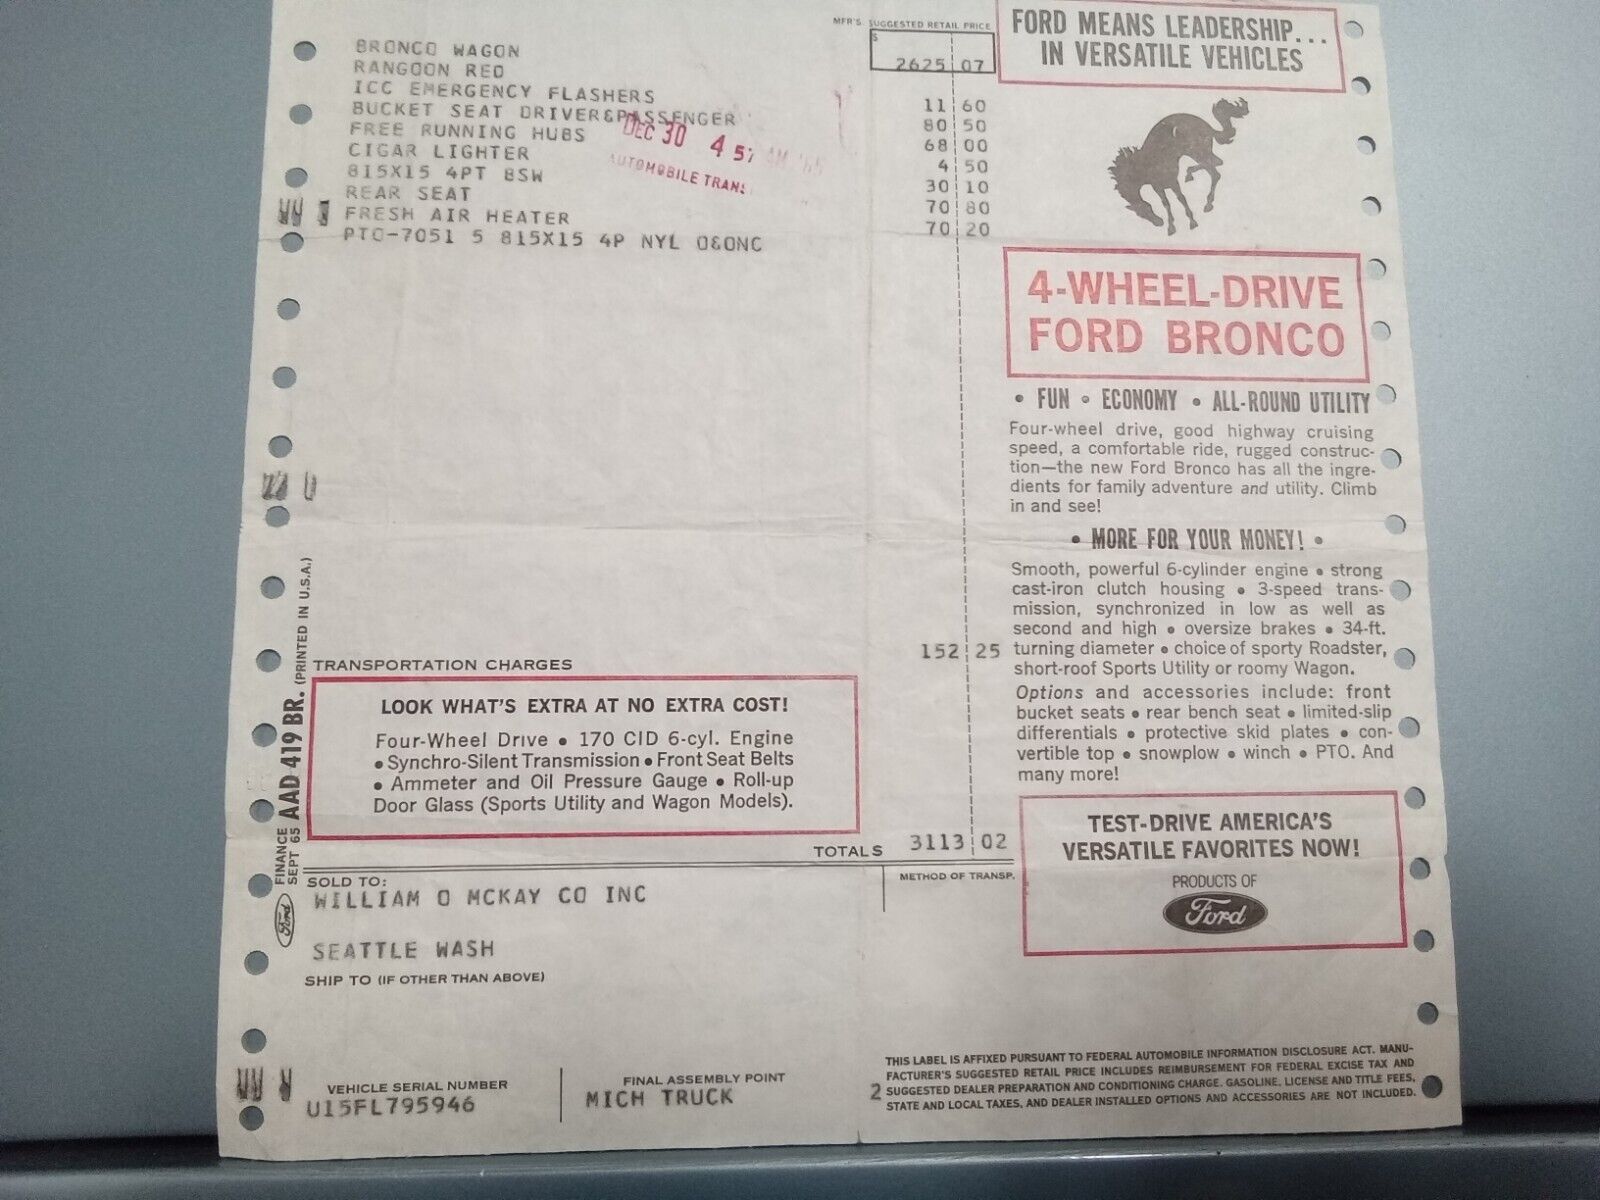 MFR'S. SUGGESTED RETAIL PRICE
BRONCO WAGON $ 2625 07
RANGOON RED
ICC EMERGENCY FLASHERS 11 60
BUCKET SEAT DRIVER&PASSENGER 80 50
FREE RUNNING HUBS 68 00
CIGAR LIGHTER 4 50
815X15 4PT BSW 30 10
REAR SEAT 70 80
FRESH AIR HEATER 70 20
PTO-7051 5 815X15 4P NYL O&ONC
DEC 30 4 57 AM '65
AUTOMOBILE TRANS
TRANSPORTATION CHARGES 152 25
LOOK WHAT'S EXTRA AT NO EXTRA COST!
Four-Wheel Drive • 170 CID 6-cyl. Engine
• Synchro-Silent Transmission • Front Seat Belts
• Ammeter and Oil Pressure Gauge • Roll-up
Door Glass (Sports Utility and Wagon Models).
TOTALS 3113 02
SOLD TO:
WILLIAM O MCKAY CO INC
SEATTLE WASH
METHOD OF TRANSP.
SHIP TO (IF OTHER THAN ABOVE)
VEHICLE SERIAL NUMBER
U15FL795946
FINAL ASSEMBLY POINT
MICH TRUCK
Ford
FINANCE
SEPT 65
AAD 419 BR. (PRINTED IN U.S.A.)
FORD MEANS LEADERSHIP...
IN VERSATILE VEHICLES
4-WHEEL-DRIVE
FORD BRONCO
• FUN • ECONOMY • ALL-ROUND UTILITY
Four-wheel drive, good highway cruising
speed, a comfortable ride, rugged construc-
tion—the new Ford Bronco has all the ingre-
dients for family adventure and utility. Climb
in and see!
• MORE FOR YOUR MONEY! •
Smooth, powerful 6-cylinder engine • strong
cast-iron clutch housing • 3-speed trans-
mission, synchronized in low as well as
second and high • oversize brakes • 34-ft.
turning diameter • choice of sporty Roadster,
short-roof Sports Utility or roomy Wagon.
Options and accessories include: front
bucket seats • rear bench seat • limited-slip
differentials • protective skid plates • con-
vertible top • snowplow • winch • PTO. And
many more!
TEST-DRIVE AMERICA'S
VERSATILE FAVORITES NOW!
PRODUCTS OF
Ford
THIS LABEL IS AFFIXED PURSUANT TO FEDERAL AUTOMOBILE INFORMATION DISCLOSURE ACT. MANU-
FACTURER'S SUGGESTED RETAIL PRICE INCLUDES REIMBURSEMENT FOR FEDERAL EXCISE TAX AND
2 SUGGESTED DEALER PREPARATION AND CONDITIONING CHARGE. GASOLINE, LICENSE AND TITLE FEES,
STATE AND LOCAL TAXES, AND DEALER INSTALLED OPTIONS AND ACCESSORIES ARE NOT INCLUDED.